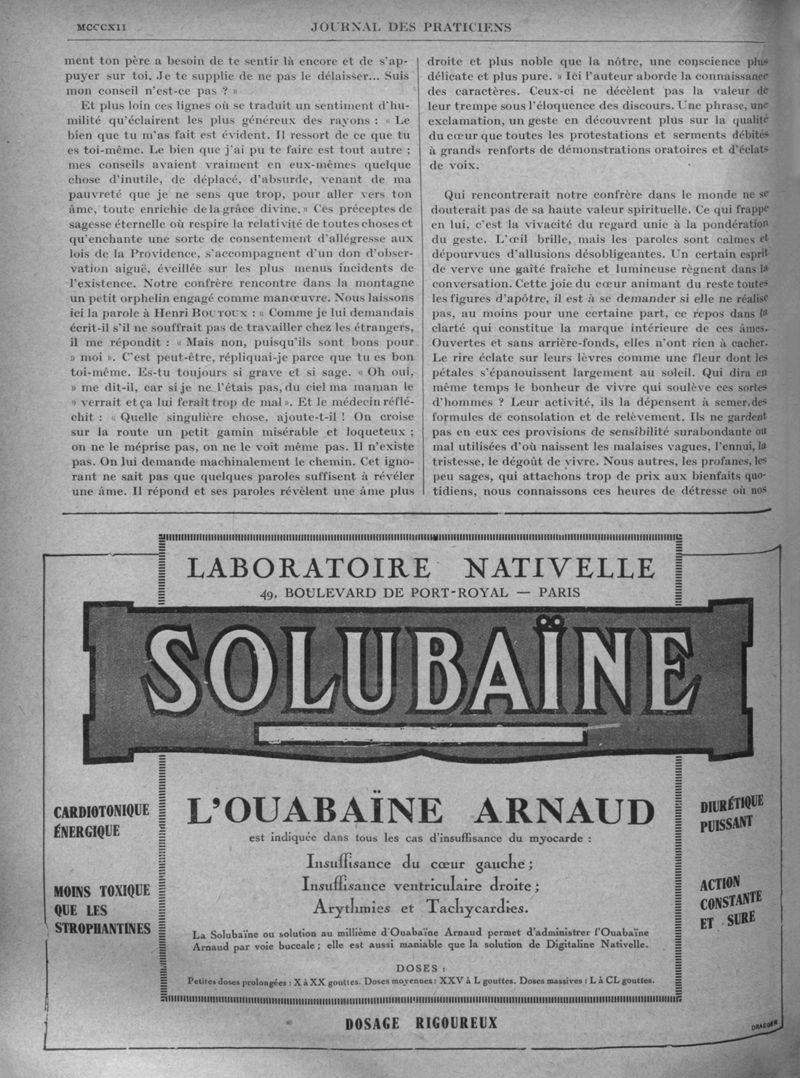 MCCCXII
JOURNAL DES PRATICIENS
ment ton père a besoin de te sentir là encore et de s'ap-
puyer sur toi. Je te supplie de ne pas le délaisser... Suis
mon conseil n'est-ce pas ? »
Et plus loin ces lignes où se traduit un sentiment d'hu-
milité qu'éclairent les plus généreux des rayons : « Le
bien que tu m'as fait est évident. Il ressort de ce que tu
es toi-même. Le bien que j'ai pu te faire est tout autre ;
mes conseils avaient vraiment en eux-mêmes quelque
chose d'inutile, de déplacé, d'absurde, venant de ma
pauvreté que je ne sens que trop, pour aller vers ton
âme, toute enrichie de la grâce divine. » Ces préceptes de
sagesse éternelle où respire la relativité de toutes choses et
qu'enchante une sorte de consentement d'allégresse aux
lois de la Providence, s'accompagnent d'un don d'obser-
vation aiguë, éveillée sur les plus menus incidents de
l'existence. Notre confrère rencontre dans la montagne
un petit orphelin engagé comme manœuvre. Nous laissons
ici la parole à Henri BOUTOUX : « Comme je lui demandais
écrit-il s'il ne souffrait pas de travailler chez les étrangers,
il me répondit : « Mais non, puisqu'ils sont bons pour
» moi ». C'est peut-être, répliquai-je parce que tu es bon
toi-même. Es-tu toujours si grave et si sage. « Oh oui,
» me dit-il, car si je ne l'étais pas, du ciel ma maman le
» verrait et ça lui ferait trop de mal ». Et le médecin réflé-
chit : « Quelle singulière chose, ajoute-t-il ! On croise
sur la route un petit gamin misérable et loqueteux ;
on ne le méprise pas, on ne le voit même pas. Il n'existe
pas. On lui demande machinalement le chemin. Cet igno-
rant ne sait pas que quelques paroles suffisent à révéler
une âme. Il répond et ses paroles révèlent une âme plus
droite et plus noble que la nôtre, une conscience plus
délicate et plus pure. » Ici l'auteur aborde la connaissance
des caractères. Ceux-ci ne décèlent pas la valeur de
leur trempe sous l'éloquence des discours. Une phrase, une
exclamation, un geste en découvrent plus sur la qualité
du cœur que toutes les protestations et serments débités
à grands renforts de démonstrations oratoires et d'éclats
de voix.
Qui rencontrerait notre confrère dans le monde ne se
douterait pas de sa haute valeur spirituelle. Ce qui frappe
en lui, c'est la vivacité du regard unie à la pondération
du geste. L'œil brille, mais les paroles sont calmes et
dépourvues d'allusions désobligeantes. Un certain esprit
de verve une gaîté fraîche et lumineuse règnent dans la
conversation. Cette joie du cœur animant du reste toutes
les figures d'apôtre, il est à se demander si elle ne réalise
pas, au moins pour une certaine part, ce repos dans la
clarté qui constitue la marque intérieure de ces âmes.
Ouvertes et sans arrière-fonds, elles n'ont rien à cacher.
Le rire éclate sur leurs lèvres comme une fleur dont les
pétales s'épanouissent largement au soleil. Qui dira en
même temps le bonheur de vivre qui soulève ces sortes
d'hommes ? Leur activité, ils la dépensent à semer des
formules de consolation et de relèvement. Ils ne gardent
pas en eux ces provisions de sensibilité surabondante ou
mal utilisées d'où naissent les malaises vagues, l'ennui, la
tristesse, le dégoût de vivre. Nous autres, les profanes, les
peu sages, qui attachons trop de prix aux bienfaits quo-
tidiens, nous connaissons ces heures de détresse où nos
LABORATOIRE NATIVELLE
49, BOULEVARD DE PORT-ROYAL — PARIS
SOLUBAÏNE
CARDIOTONIQUE
ÉNERGIQUE
MOINS TOXIQUE
QUE LES
STROPHANTINES
L'OUABAÏNE ARNAUD
est indiquée dans tous les cas d'insuffisance du myocarde :
Insuffisance du cœur gauche ;
Insuffisance ventriculaire droite ;
Arythmies et Tachycardies.
La Solubaïne ou solution au millième d'Ouabaïne Arnaud permet d'administrer l'Ouabaïne
Arnaud par voie buccale ; elle est aussi maniable que la solution de Digitaline Nativelle.
DOSES :
Petites doses prolongées : X à XX gouttes. Doses moyennes : XXV à L gouttes. Doses massives : L à CL gouttes.
DIURÉTIQUE
PUISSANT
ACTION
CONSTANTE
ET SURE
DOSAGE RIGOUREUX
DRAEGER